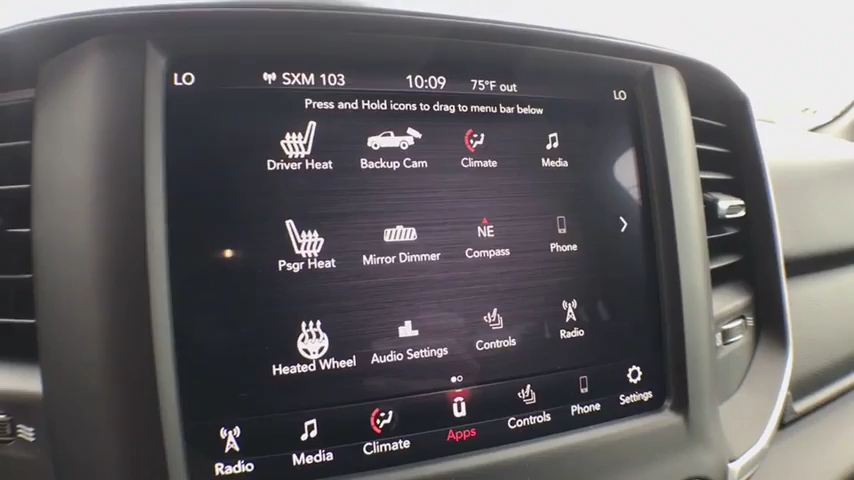 LO SXM 103 10:09 75°F out LO
Press and Hold icons to drag to menu bar below
Driver Heat Backup Cam Climate Media
NE
Psgr Heat Mirror Dimmer Compass Phone
Heated Wheel Audio Settings Controls Radio
Radio Media Climate Apps Controls Phone Settings